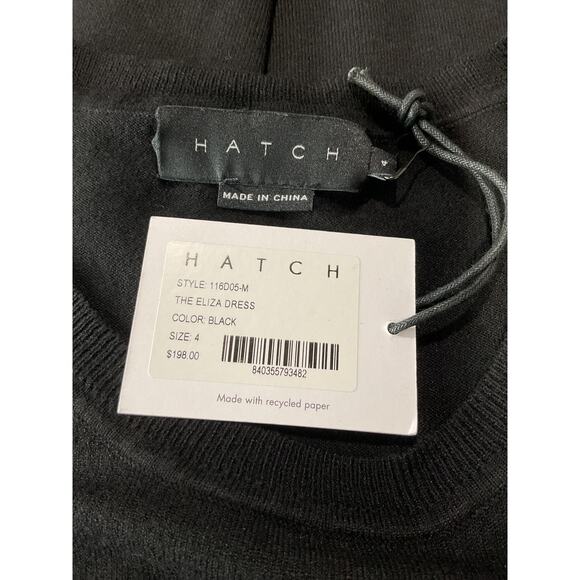 HATCH
MADE IN CHINA
HATCH
STYLE: 116D05-M
THE ELIZA DRESS
COLOR: BLACK
SIZE: 4
$198.00
840355793482
Made with recycled paper